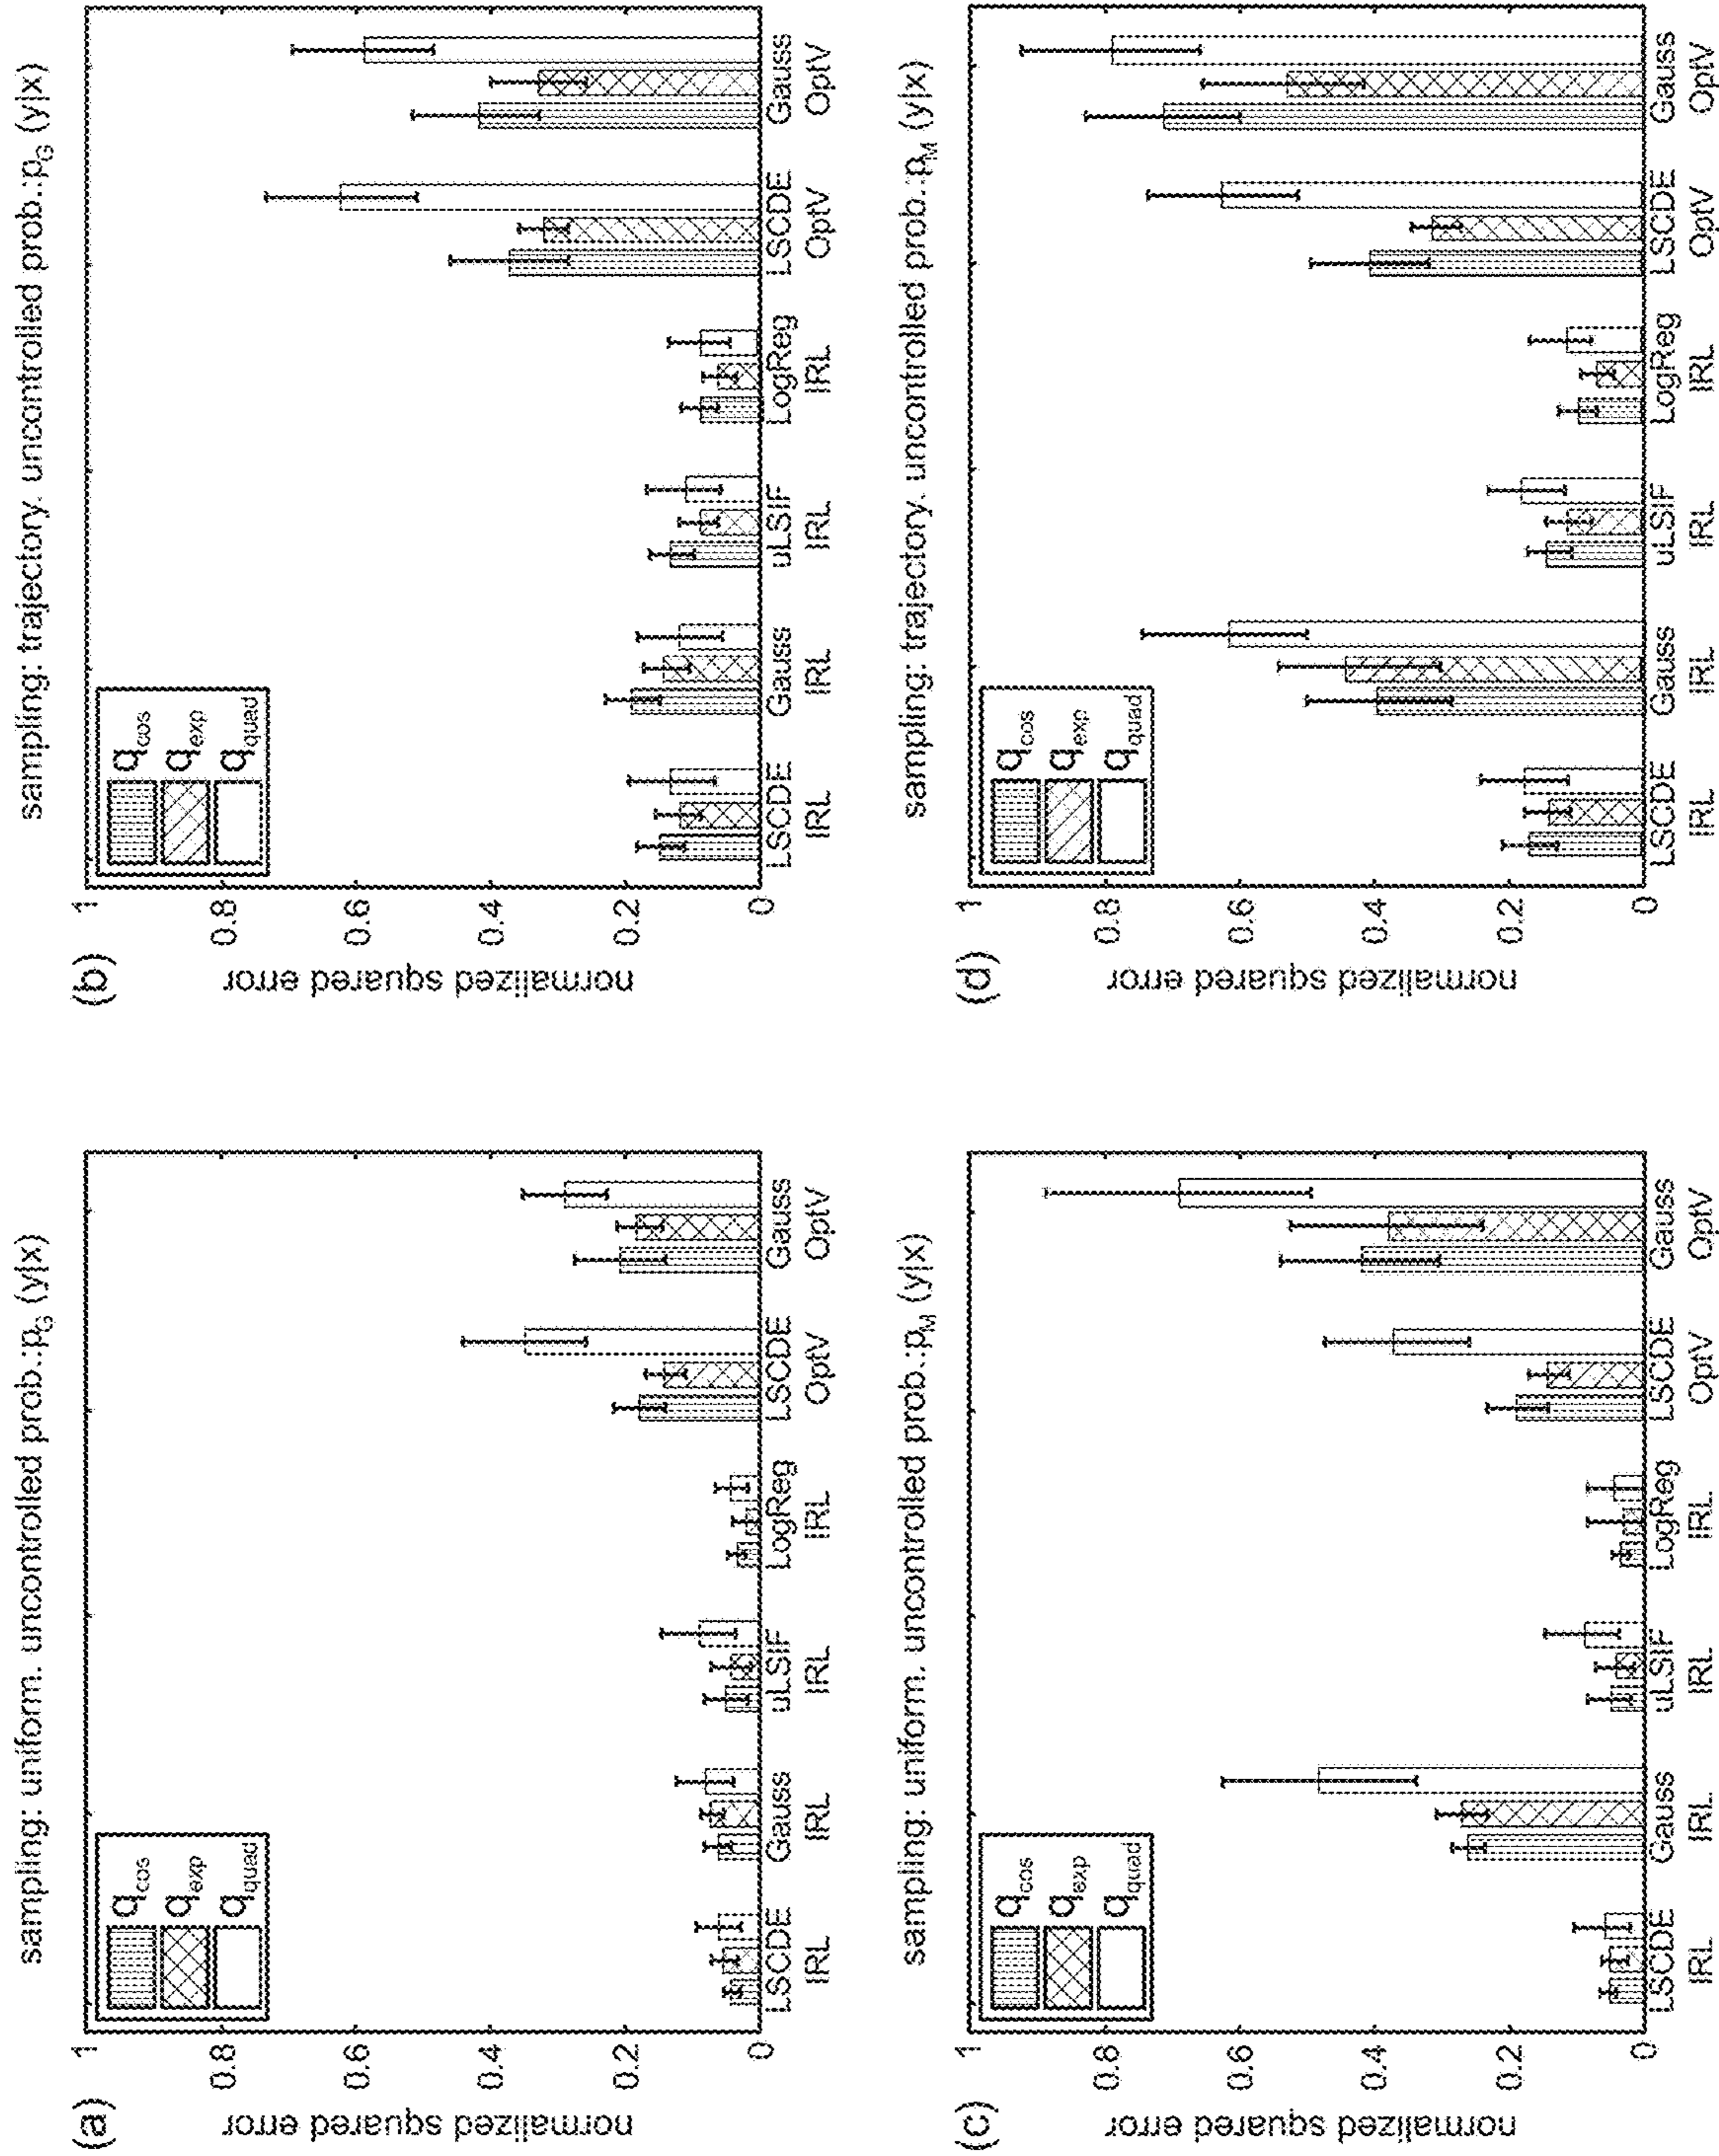 (a)
sampling: uniform. uncontrolled prob.:p_G (y|x)
normalized squared error
1
0.8
0.6
0.4
0.2
0
q_cos
q_exp
q_quad
LSCDE Gauss uLSIF LogReg LSCDE Gauss
IRL IRL IRL IRL OptV OptV
(b)
sampling: trajectory. uncontrolled prob.:p_G (y|x)
normalized squared error
1
0.8
0.6
0.4
0.2
0
q_cos
q_exp
q_quad
LSCDE Gauss uLSIF LogReg LSCDE Gauss
IRL IRL IRL IRL OptV OptV
(c)
sampling: uniform. uncontrolled prob.:p_M (y|x)
normalized squared error
1
0.8
0.6
0.4
0.2
0
q_cos
q_exp
q_quad
LSCDE Gauss uLSIF LogReg LSCDE Gauss
IRL IRL IRL IRL OptV OptV
(d)
sampling: trajectory. uncontrolled prob.:p_M (y|x)
normalized squared error
1
0.8
0.6
0.4
0.2
0
q_cos
q_exp
q_quad
LSCDE Gauss uLSIF LogReg LSCDE Gauss
IRL IRL IRL IRL OptV OptV